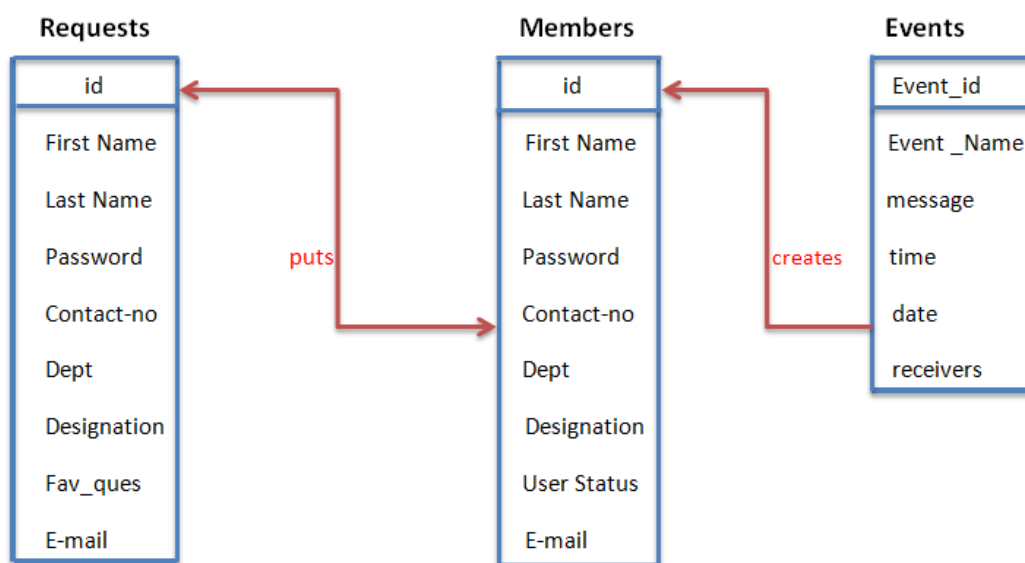 Requests
id
First Name
Last Name
Password
Contact-no
Dept
Designation
Fav_ques
E-mail
puts
Members
id
First Name
Last Name
Password
Contact-no
Dept
Designation
User Status
E-mail
creates
Events
Event_id
Event _Name
message
time
date
receivers